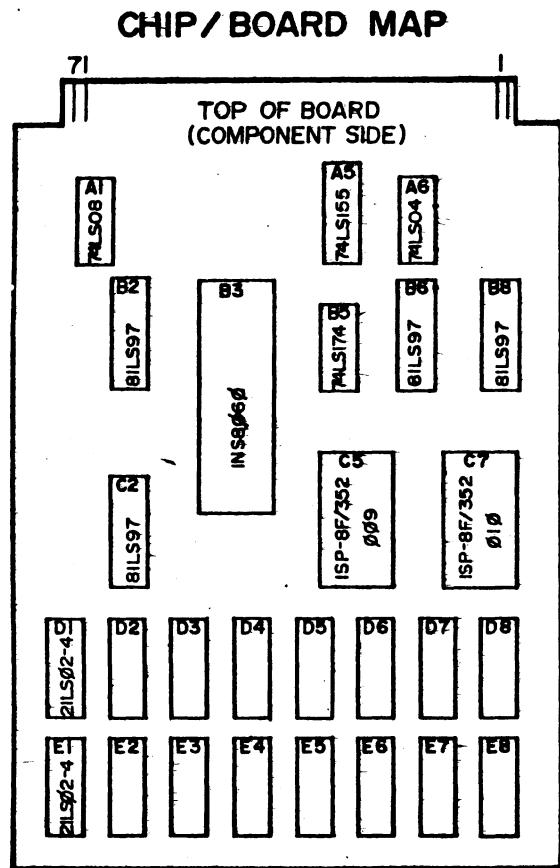 CHIP/BOARD MAP
71 1
TOP OF BOARD
(COMPONENT SIDE)
A1
74LS08
A5
74LS155
A6
74LS04
B2
81LS97
B3
INS8060
B5
74LS174
B6
81LS97
B8
81LS97
C2
81LS97
C5
ISP-8F/352
009
C7
ISP-8F/352
010
D1
21LS02-4
D2
D3
D4
D5
D6
D7
D8
E1
21LS02-4
E2
E3
E4
E5
E6
E7
E8